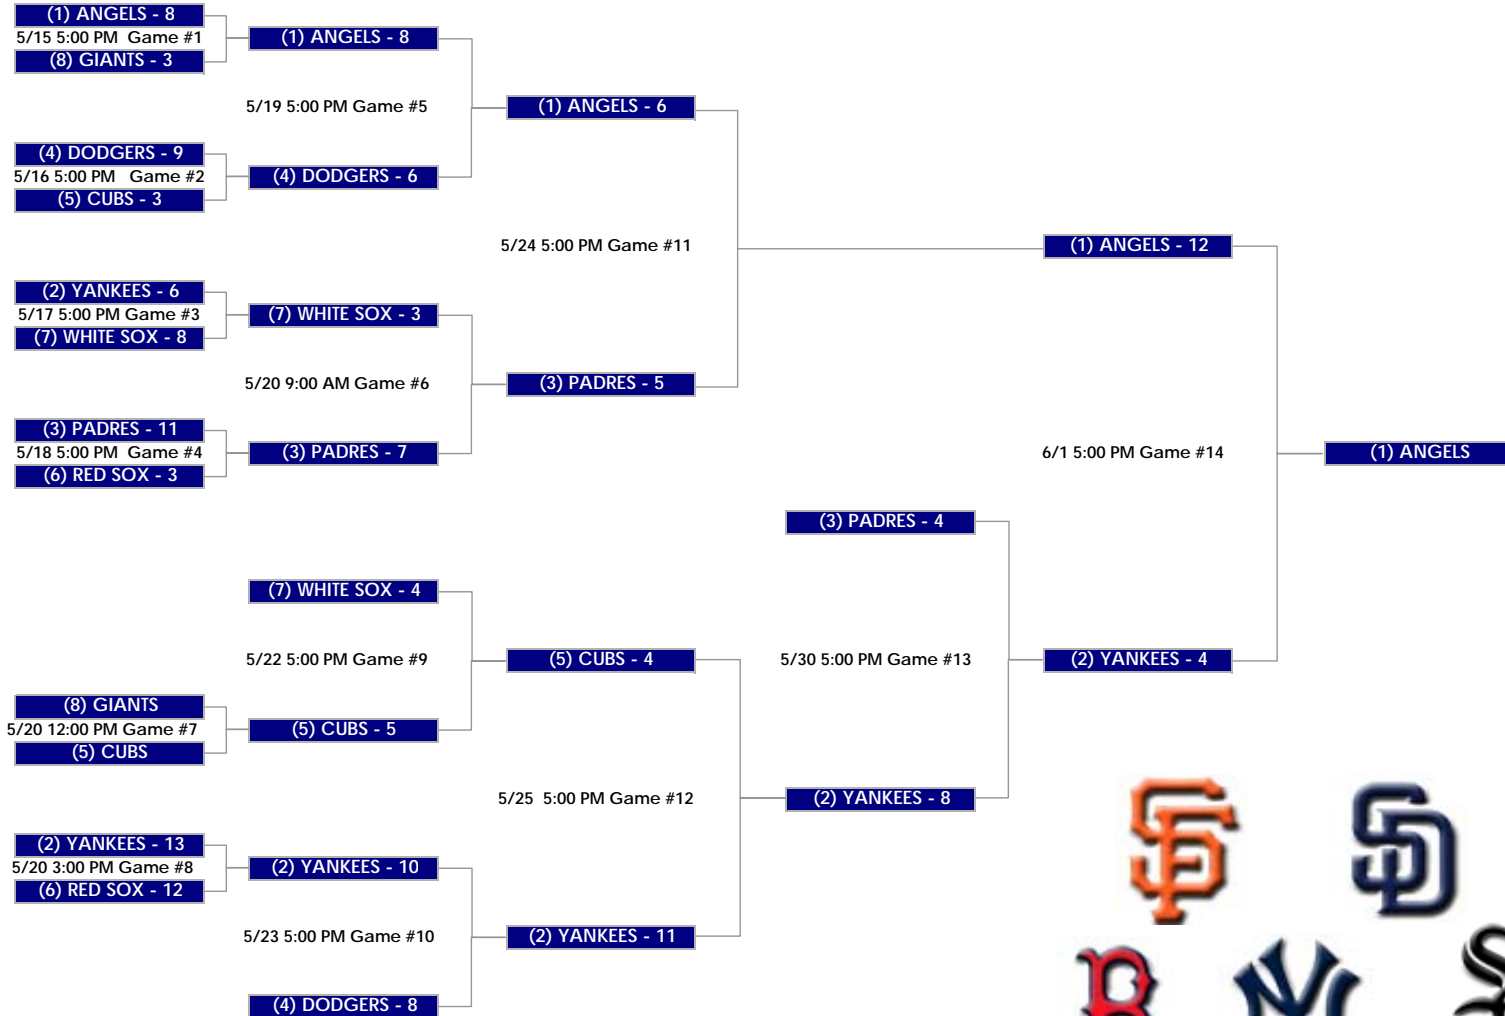 (1) ANGELS - 8
5/15 5:00 PM  Game #1
(8) GIANTS - 3
(1) ANGELS - 8
5/19 5:00 PM Game #5
(1) ANGELS - 6
(4) DODGERS - 9
5/16 5:00 PM   Game #2
(5) CUBS - 3
(4) DODGERS - 6
5/24 5:00 PM Game #11
(1) ANGELS - 12
(2) YANKEES - 6
5/17 5:00 PM Game #3
(7) WHITE SOX - 8
(7) WHITE SOX - 3
5/20 9:00 AM Game #6
(3) PADRES - 5
(3) PADRES - 11
5/18 5:00 PM  Game #4
(6) RED SOX - 3
(3) PADRES - 7
6/1 5:00 PM Game #14
(1) ANGELS
(3) PADRES - 4
(7) WHITE SOX - 4
5/22 5:00 PM Game #9
(5) CUBS - 4
5/30 5:00 PM Game #13
(2) YANKEES - 4
(8) GIANTS
5/20 12:00 PM Game #7
(5) CUBS
(5) CUBS - 5
5/25  5:00 PM Game #12
(2) YANKEES - 8
(2) YANKEES - 13
5/20 3:00 PM Game #8
(6) RED SOX - 12
(2) YANKEES - 10
5/23 5:00 PM Game #10
(2) YANKEES - 11
(4) DODGERS - 8
SF
SD
B
NY